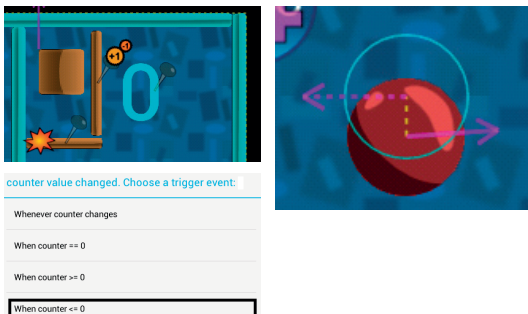 -1
+1
0
counter value changed. Choose a trigger event:
Whenever counter changes
When counter == 0
When counter >= 0
When counter <= 0